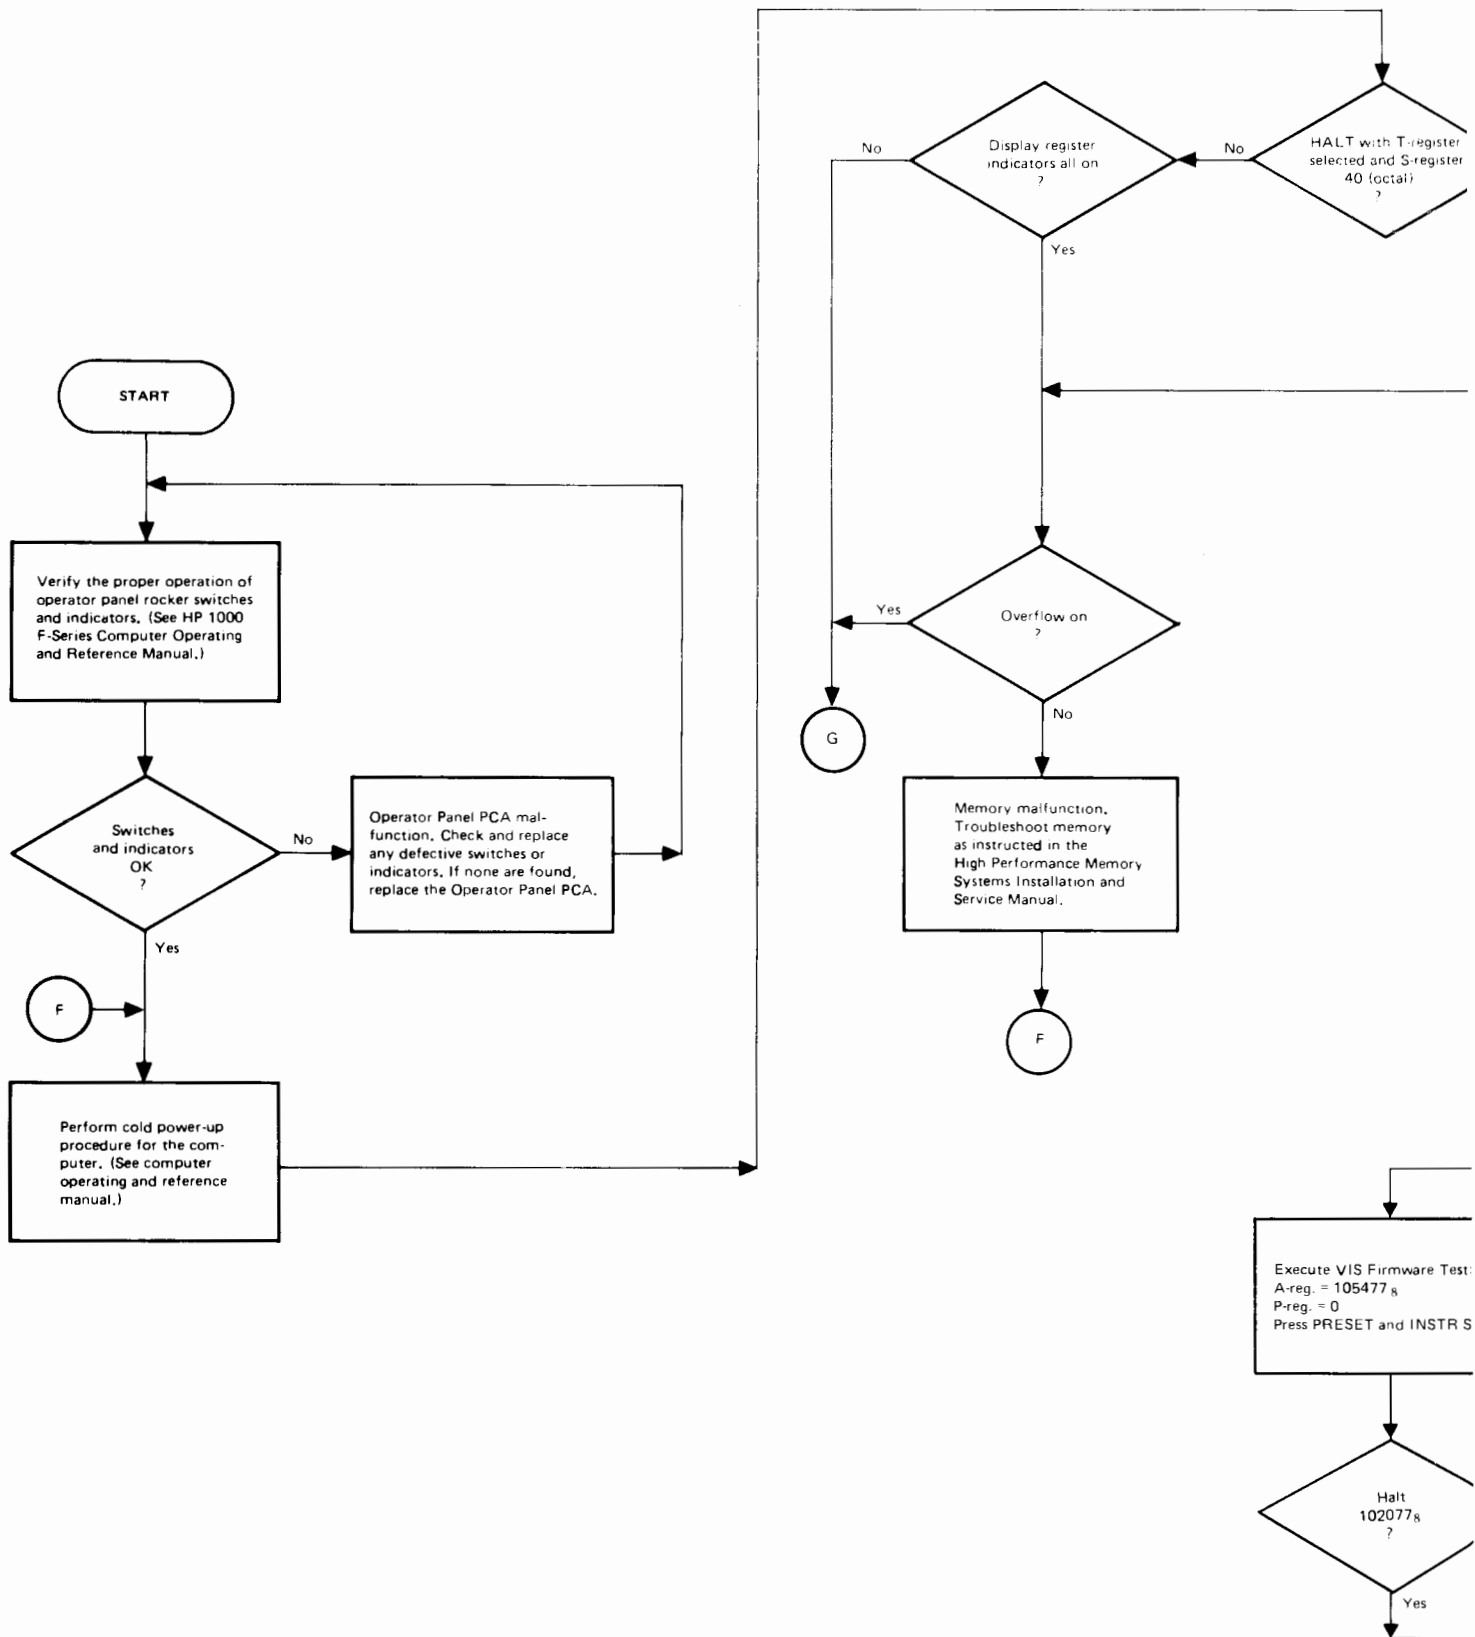 START
Verify the proper operation of
operator panel rocker switches
and indicators. (See HP 1000
F-Series Computer Operating
and Reference Manual.)
Switches
and indicators
OK
?
No
Operator Panel PCA mal-
function. Check and replace
any defective switches or
indicators. If none are found,
replace the Operator Panel PCA.
Yes
F
Perform cold power-up
procedure for the com-
puter. (See computer
operating and reference
manual.)
HALT with T-register
selected and S-register
40 (octal)
?
No
Display register
indicators all on
?
No
Yes
Overflow on
?
Yes
G
No
Memory malfunction.
Troubleshoot memory
as instructed in the
High Performance Memory
Systems Installation and
Service Manual.
F
Execute VIS Firmware Test:
A-reg. = 105477₈
P-reg. = 0
Press PRESET and INSTR S
Halt
102077₈
?
Yes